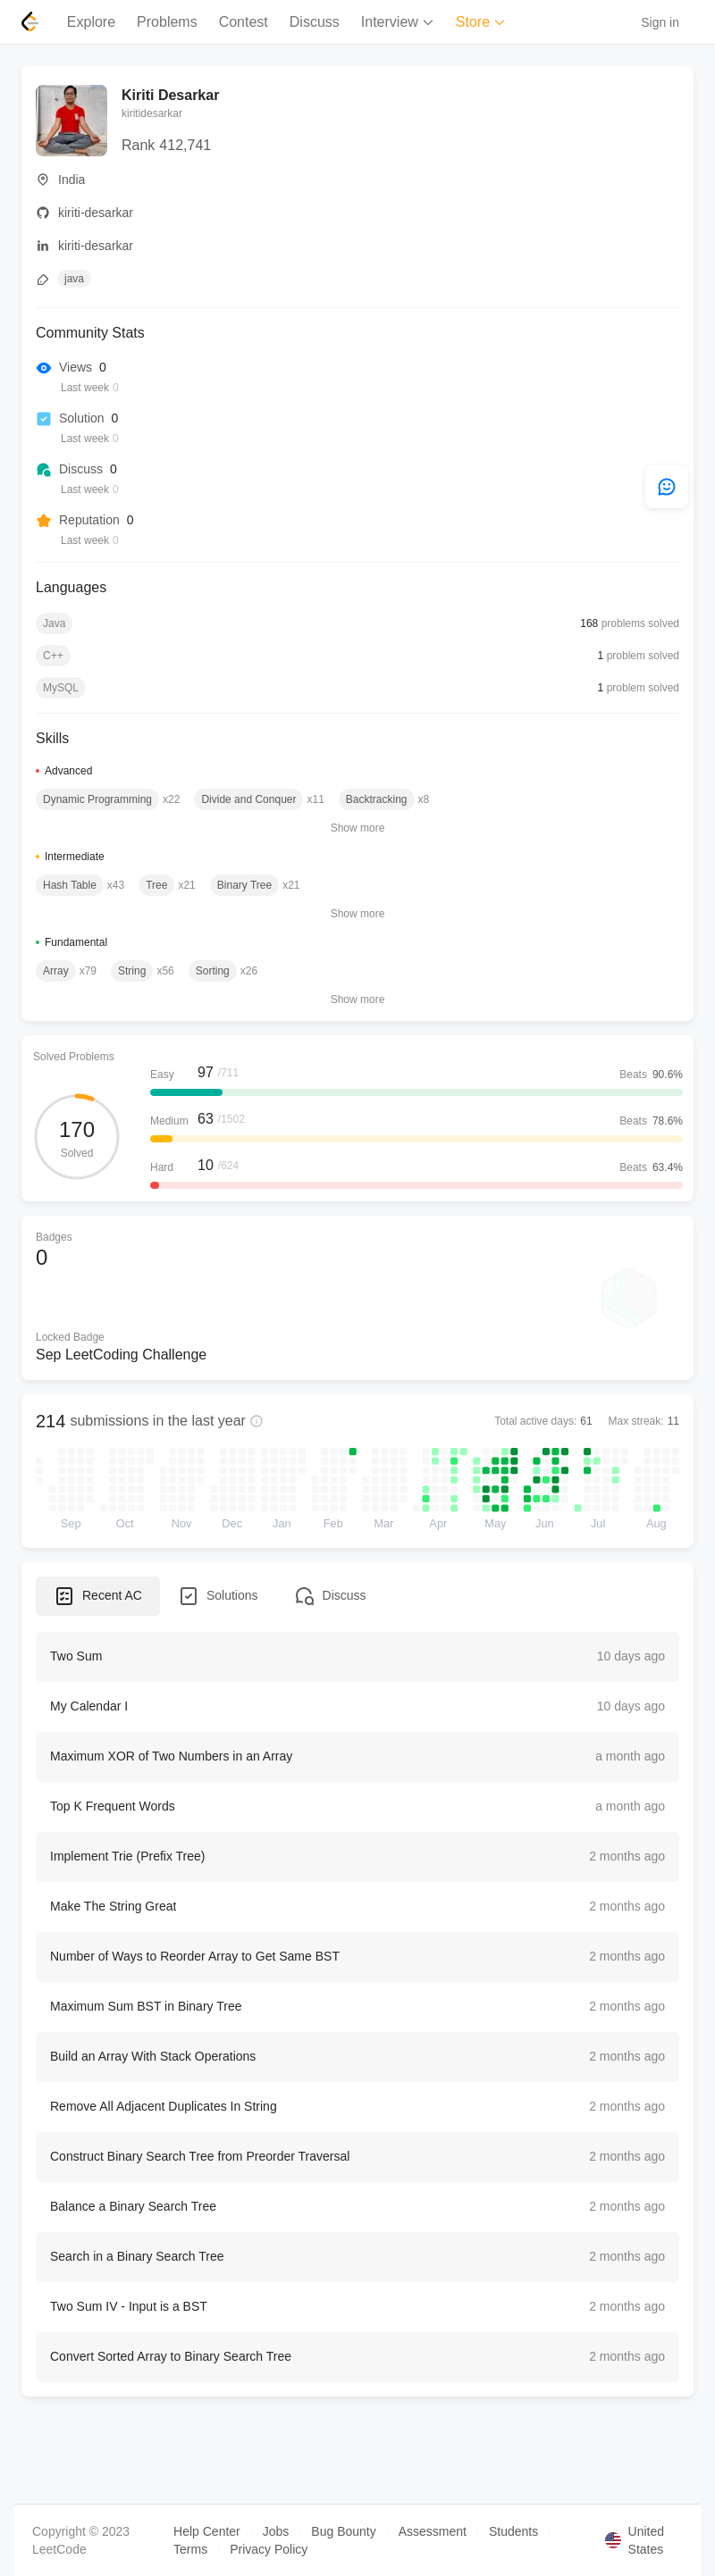 Explore Problems Contest Discuss Interview Store Sign in
Kiriti Desarkar
kiritidesarkar
Rank 412,741
India
kiriti-desarkar
kiriti-desarkar
java
Community Stats
Views 0
Last week 0
Solution 0
Last week 0
Discuss 0
Last week 0
Reputation 0
Last week 0
Languages
Java 168 problems solved
C++ 1 problem solved
MySQL 1 problem solved
Skills
Advanced
Dynamic Programming x22 Divide and Conquer x11 Backtracking x8
Show more
Intermediate
Hash Table x43 Tree x21 Binary Tree x21
Show more
Fundamental
Array x79 String x56 Sorting x26
Show more
Solved Problems
170
Solved
Easy 97 /711 Beats 90.6%
Medium 63 /1502 Beats 78.6%
Hard 10 /624 Beats 63.4%
Badges
0
Locked Badge
Sep LeetCoding Challenge
214 submissions in the last year Total active days: 61 Max streak: 11
Sep Oct Nov Dec Jan Feb Mar Apr May Jun Jul Aug
Recent AC Solutions Discuss
Two Sum 10 days ago
My Calendar I 10 days ago
Maximum XOR of Two Numbers in an Array a month ago
Top K Frequent Words a month ago
Implement Trie (Prefix Tree) 2 months ago
Make The String Great 2 months ago
Number of Ways to Reorder Array to Get Same BST 2 months ago
Maximum Sum BST in Binary Tree 2 months ago
Build an Array With Stack Operations 2 months ago
Remove All Adjacent Duplicates In String 2 months ago
Construct Binary Search Tree from Preorder Traversal 2 months ago
Balance a Binary Search Tree 2 months ago
Search in a Binary Search Tree 2 months ago
Two Sum IV - Input is a BST 2 months ago
Convert Sorted Array to Binary Search Tree 2 months ago
Copyright © 2023 LeetCode
Help Center Jobs Bug Bounty Assessment Students
Terms Privacy Policy
United States